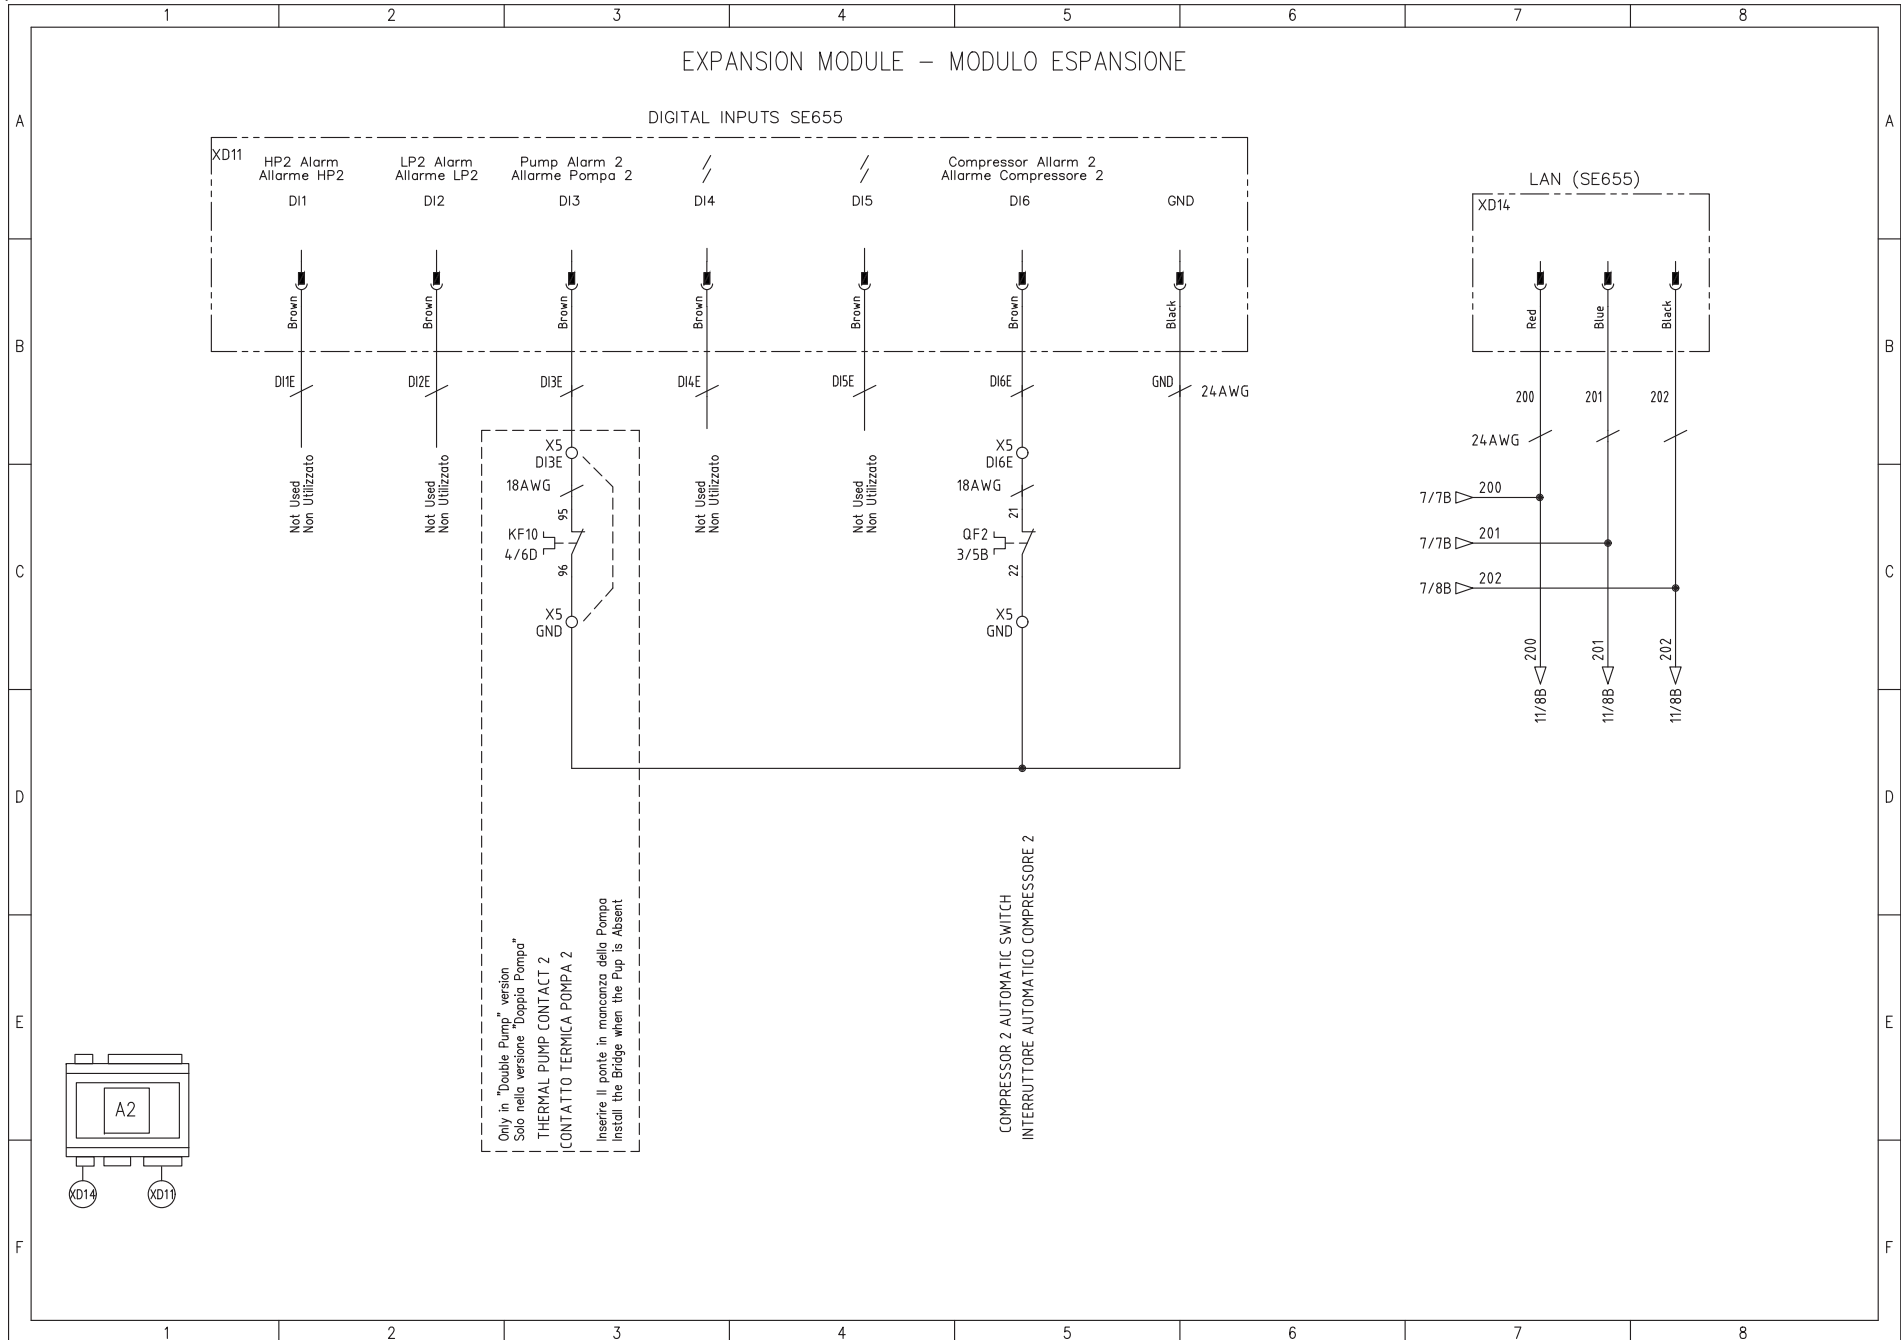 1 2 3 4 5 6 7 8
EXPANSION MODULE – MODULO ESPANSIONE
A
A
DIGITAL INPUTS SE655
XD11
HP2 Alarm
Allarme HP2
DI1
LP2 Alarm
Allarme LP2
DI2
Pump Alarm 2
Allarme Pompa 2
DI3
//
DI4
//
DI5
Compressor Allarm 2
Allarme Compressore 2
DI6
GND
LAN (SE655)
XD14
Brown
Brown
Brown
Brown
Brown
Brown
Black
Red
Blue
Black
B
B
DI1E
DI2E
DI3E
DI4E
DI5E
DI6E
GND
24AWG
200
201
202
24AWG
Not Used
Non Utilizzato
Not Used
Non Utilizzato
X5
DI3E
18AWG
95
KF10
4/6D
96
X5
GND
Not Used
Non Utilizzato
Not Used
Non Utilizzato
X5
DI6E
18AWG
21
QF2
3/5B
22
X5
GND
7/7B
200
7/7B
201
7/8B
202
C
C
200
201
202
11/8B
11/8B
11/8B
D
D
Only in "Double Pump" version
Solo nella versione "Doppia Pompa"
THERMAL PUMP CONTACT 2
CONTATTO TERMICA POMPA 2
Inserire Il ponte in mancanza della Pompa
Install the Bridge when the Pup is Absent
COMPRESSOR 2 AUTOMATIC SWITCH
INTERRUTTORE AUTOMATICO COMPRESSORE 2
E
E
A2
XD14
XD11
F
F
1 2 3 4 5 6 7 8